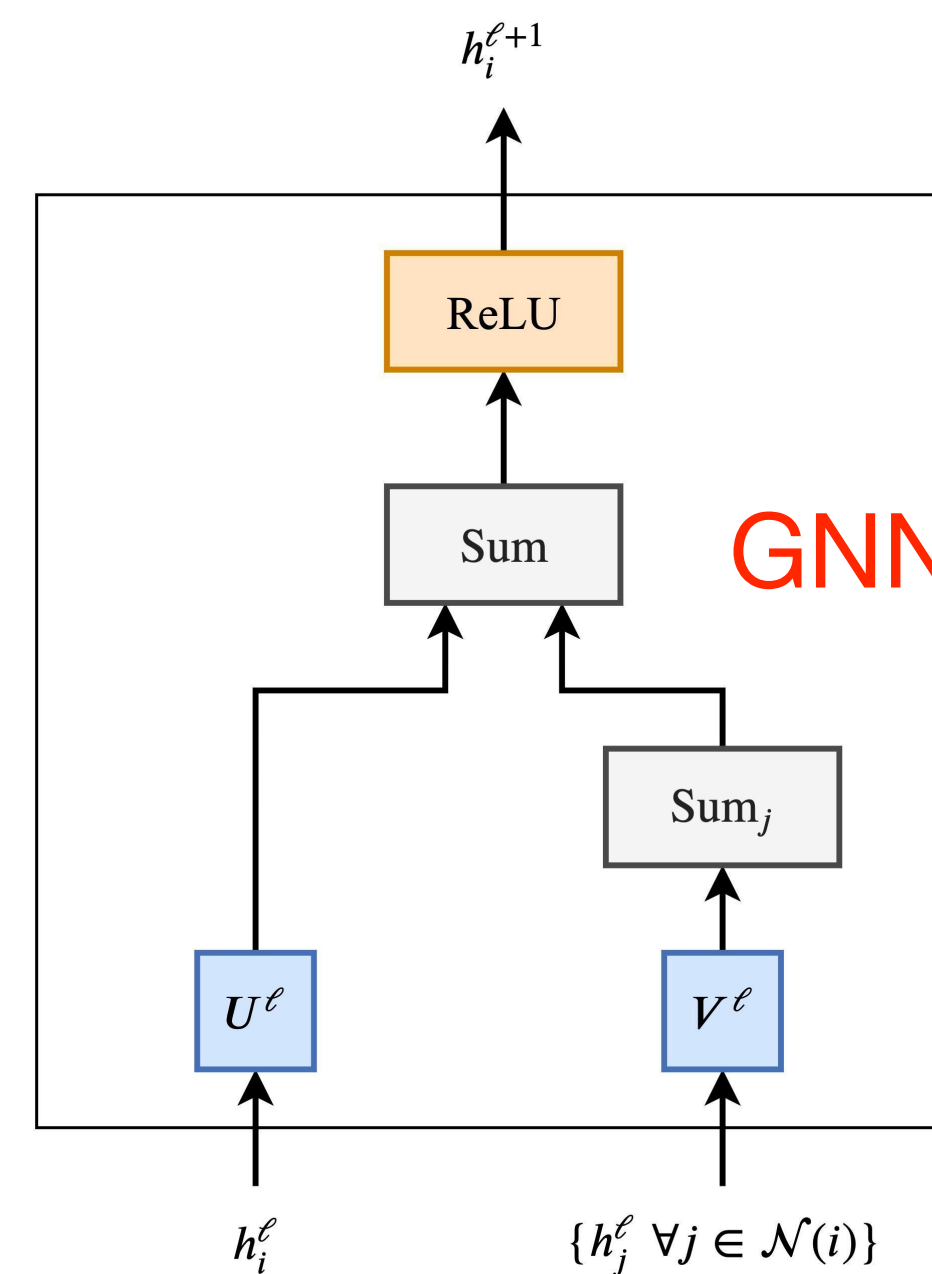 h_i^{ℓ+1}
ReLU
Sum
GNN
Sum_j
U^ℓ
V^ℓ
h_i^ℓ
{h_j^ℓ ∀j ∈ 𝒩(i)}